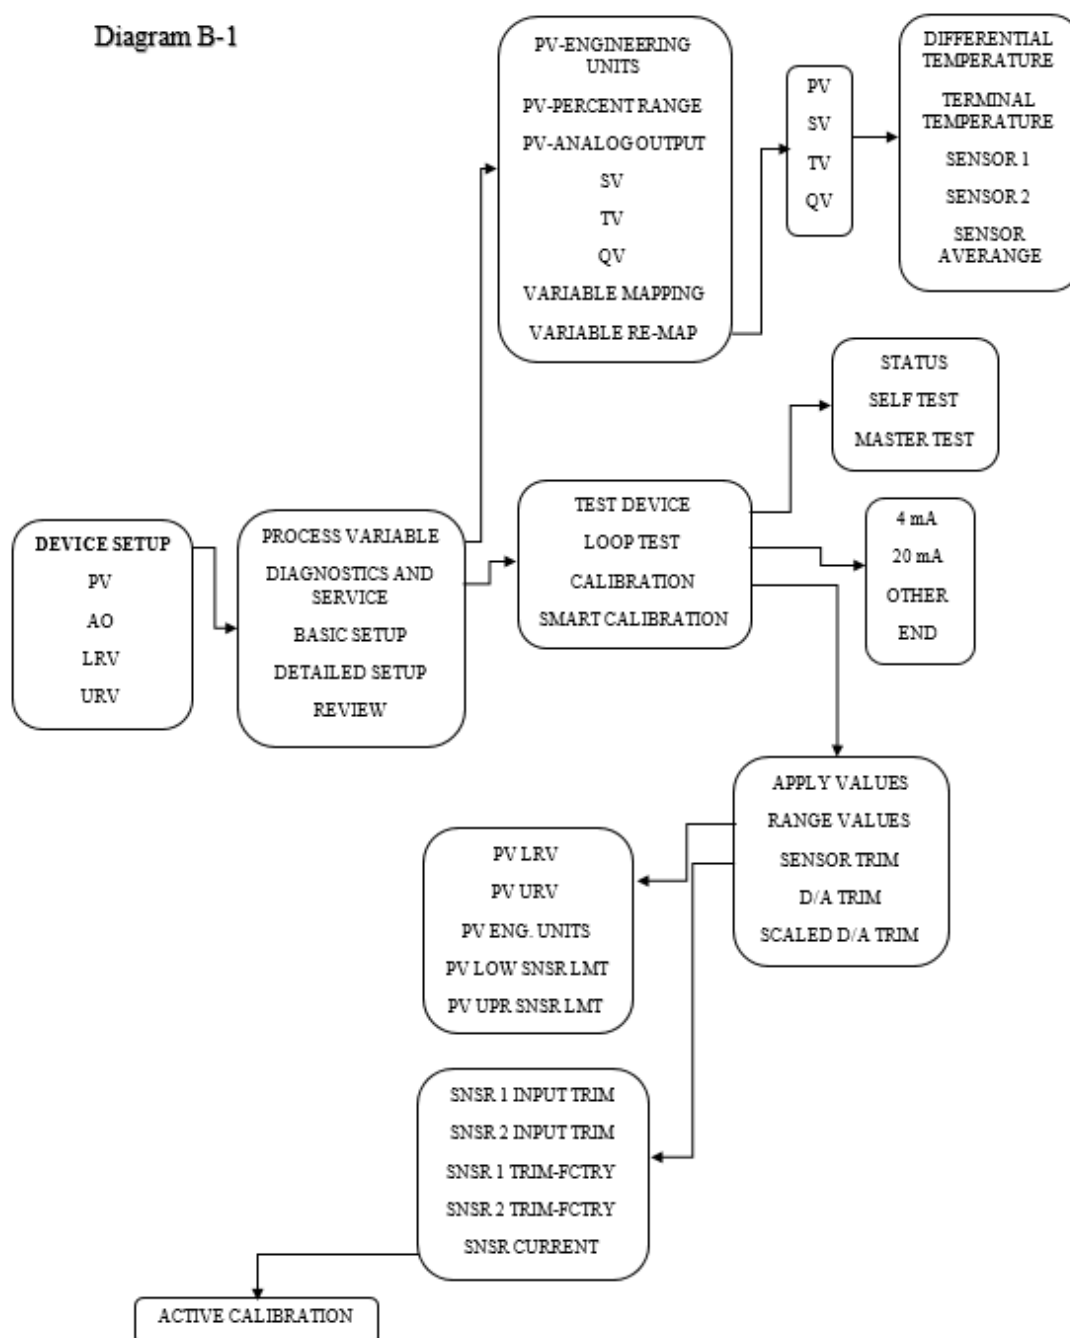 Diagram B-1
PV-ENGINEERING
UNITS
PV-PERCENT RANGE
PV-ANALOG OUTPUT
SV
TV
QV
VARIABLE MAPPING
VARIABLE RE-MAP
PV
SV
TV
QV
DIFFERENTIAL
TEMPERATURE
TERMINAL
TEMPERATURE
SENSOR 1
SENSOR 2
SENSOR
AVERANGE
STATUS
SELF TEST
MASTER TEST
DEVICE SETUP
PV
AO
LRV
URV
PROCESS VARIABLE
DIAGNOSTICS AND
SERVICE
BASIC SETUP
DETAILED SETUP
REVIEW
TEST DEVICE
LOOP TEST
CALIBRATION
SMART CALIBRATION
4 mA
20 mA
OTHER
END
APPLY VALUES
RANGE VALUES
SENSOR TRIM
D/A TRIM
SCALED D/A TRIM
PV LRV
PV URV
PV ENG. UNITS
PV LOW SNSR LMT
PV UPR SNSR LMT
SNSR 1 INPUT TRIM
SNSR 2 INPUT TRIM
SNSR 1 TRIM-FCTRY
SNSR 2 TRIM-FCTRY
SNSR CURRENT
ACTIVE CALIBRATION